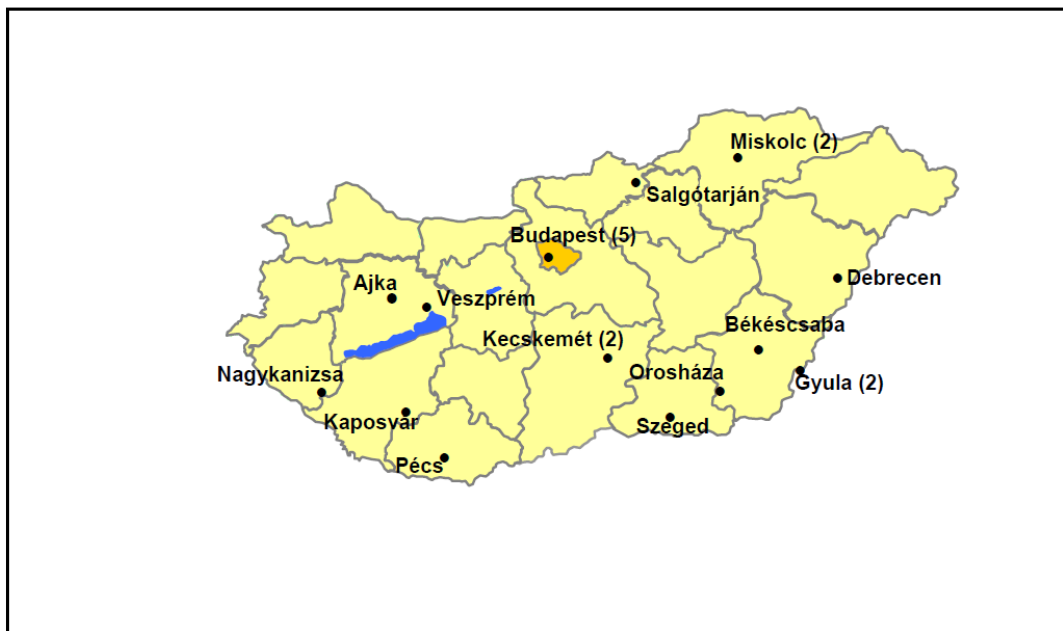 Miskolc (2)
Salgótarján
Budapest (5)
Debrecen
Ajka
Veszprém
Békéscsaba
Kecskemét (2)
Nagykanizsa
Orosháza
Gyula (2)
Kaposvár
Szeged
Pécs